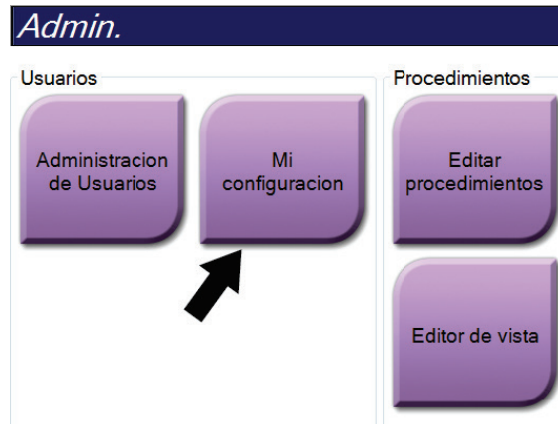 Admin.
Usuarios
Administracion
de Usuarios
Mi
configuracion
Procedimientos
Editar
procedimientos
Editor de vista